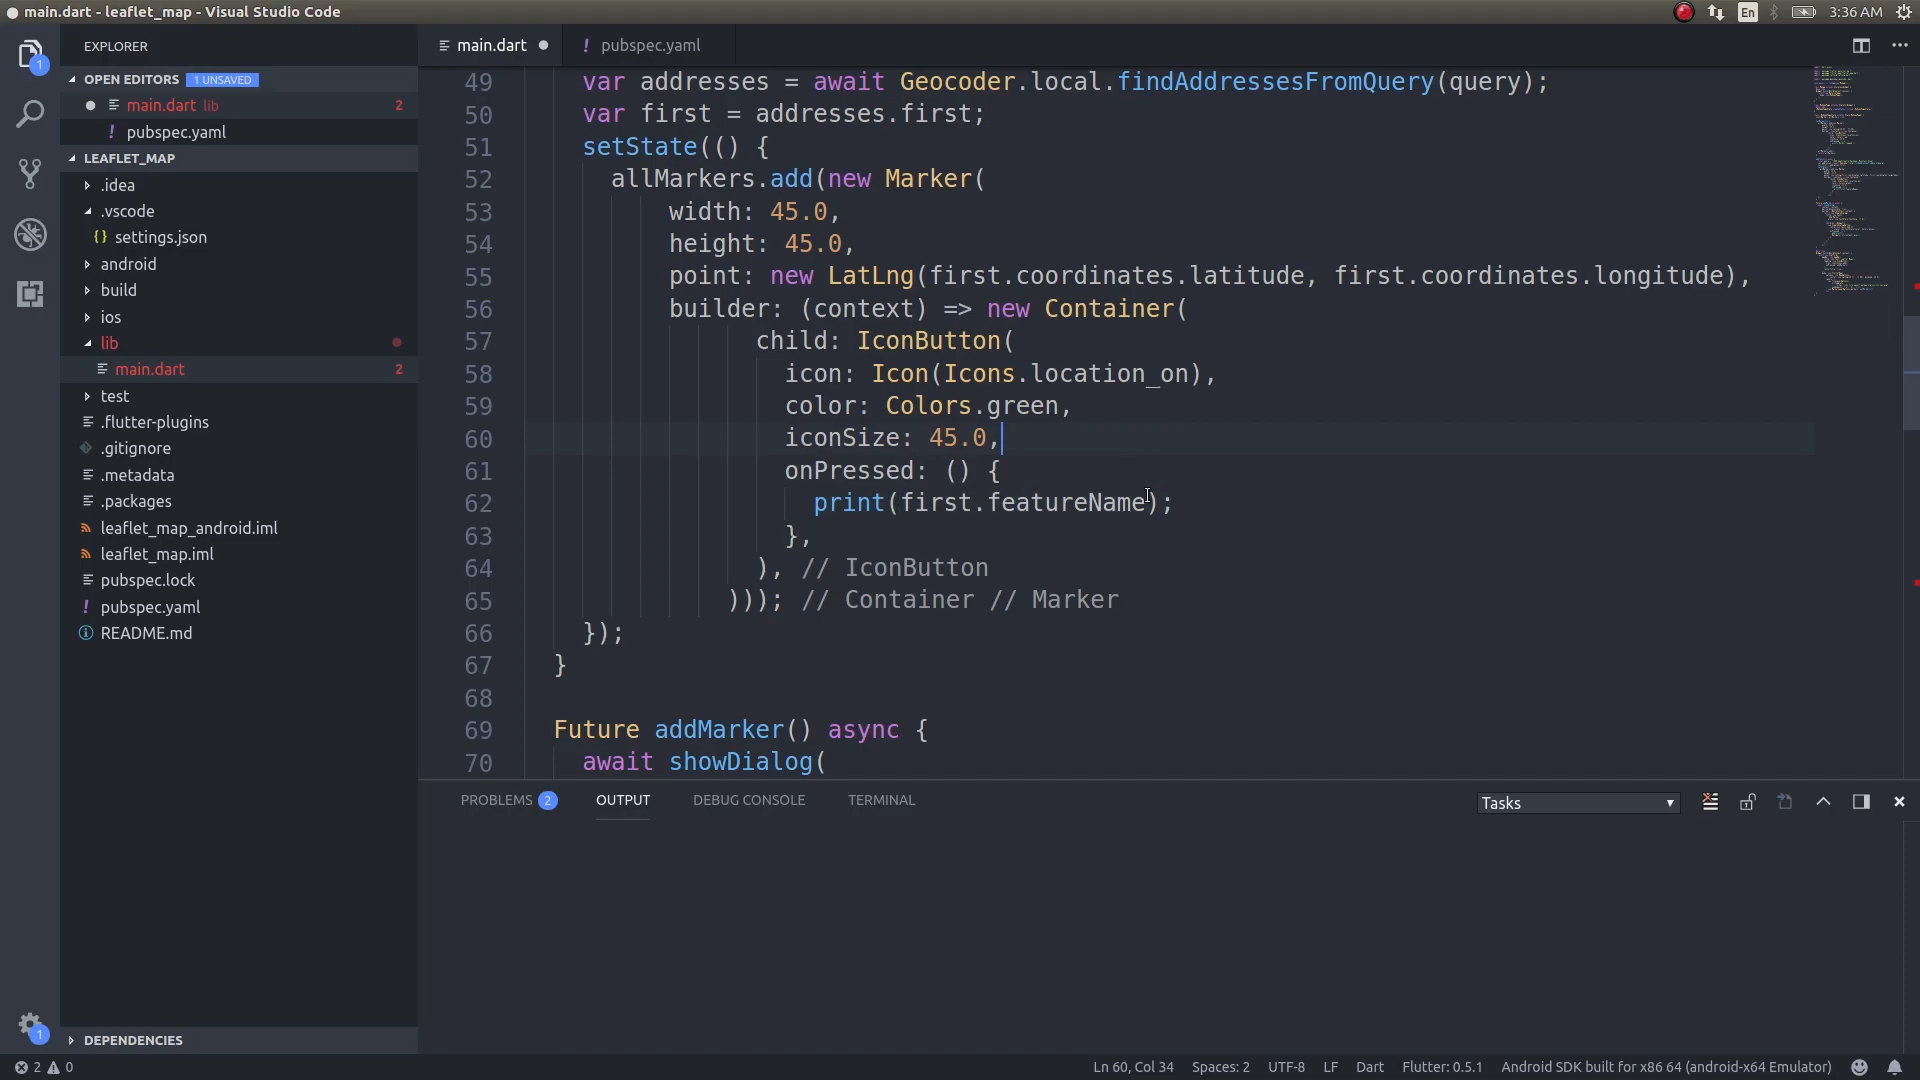 main.dart - leaflet_map - Visual Studio Code
En
3:36 AM
EXPLORER
main.dart
! pubspec.yaml
OPEN EDITORS 1 UNSAVED
main.dart lib 2
! pubspec.yaml
LEAFLET_MAP
.idea
.vscode
{} settings.json
android
build
ios
lib
main.dart 2
test
.flutter-plugins
.gitignore
.metadata
.packages
leaflet_map_android.iml
leaflet_map.iml
pubspec.lock
! pubspec.yaml
README.md
DEPENDENCIES
1
1
49 var addresses = await Geocoder.local.findAddressesFromQuery(query);
50 var first = addresses.first;
51 setState(() {
52 allMarkers.add(new Marker(
53 width: 45.0,
54 height: 45.0,
55 point: new LatLng(first.coordinates.latitude, first.coordinates.longitude),
56 builder: (context) => new Container(
57 child: IconButton(
58 icon: Icon(Icons.location_on),
59 color: Colors.green,
60 iconSize: 45.0,
61 onPressed: () {
62 print(first.featureName);
63 },
64 ), // IconButton
65 ))); // Container // Marker
66 });
67 }
68
69 Future addMarker() async {
70 await showDialog(
PROBLEMS 2 OUTPUT DEBUG CONSOLE TERMINAL
Tasks
2 0
Ln 60, Col 34 Spaces: 2 UTF-8 LF Dart Flutter: 0.5.1 Android SDK built for x86 64 (android-x64 Emulator)